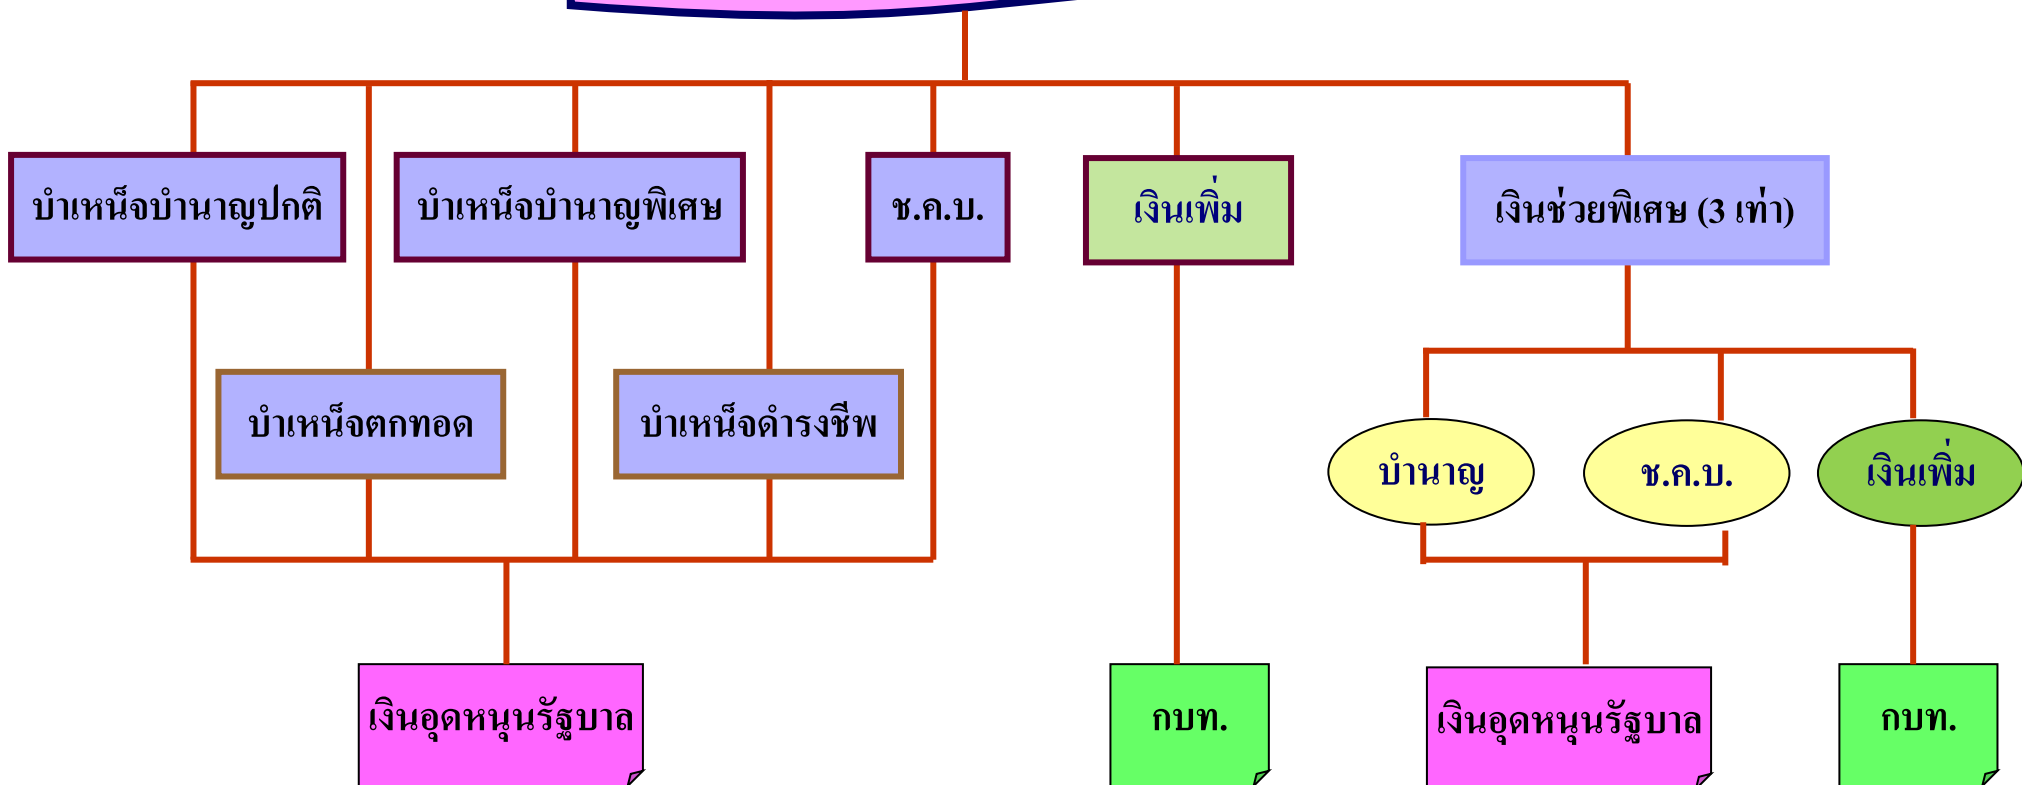 บำเหน็จบำนาญปกติ
บำเหน็จบำนาญพิเศษ
ช.ค.บ.
เงินเพิ่ม
เงินช่วยพิเศษ (3 เท่า)
บำเหน็จตกทอด
บำเหน็จดำรงชีพ
บำนาญ
ช.ค.บ.
เงินเพิ่ม
เงินอุดหนุนรัฐบาล
กบท.
เงินอุดหนุนรัฐบาล
กบท.